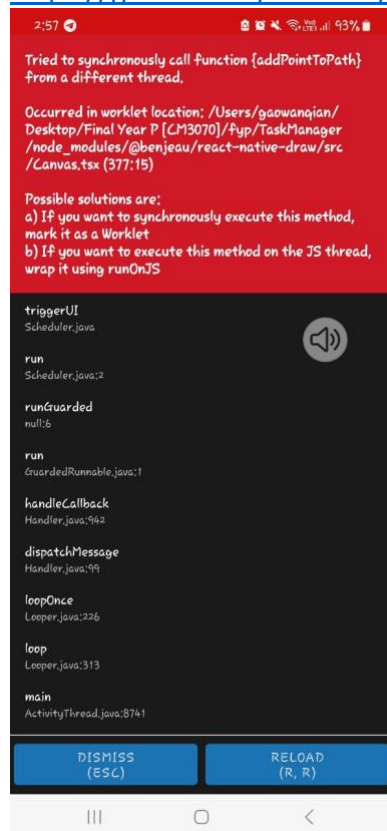 2:57
93%
Tried to synchronously call function {addPointToPath}
from a different thread.
Occurred in worklet location: /Users/gaowanqian/
Desktop/Final Year P [CM3070]/fyp/TaskManager
/node_modules/@benjeau/react-native-draw/src
/Canvas.tsx (377:15)
Possible solutions are:
a) If you want to synchronously execute this method,
mark it as a Worklet
b) If you want to execute this method on the JS thread,
wrap it using runOnJS
triggerUI
Scheduler.java
run
Scheduler.java:2
runGuarded
null:6
run
GuardedRunnable.java:1
handleCallback
Handler.java:942
dispatchMessage
Handler.java:99
loopOnce
Looper.java:226
loop
Looper.java:313
main
ActivityThread.java:8741
DISMISS
(ESC)
RELOAD
(R, R)